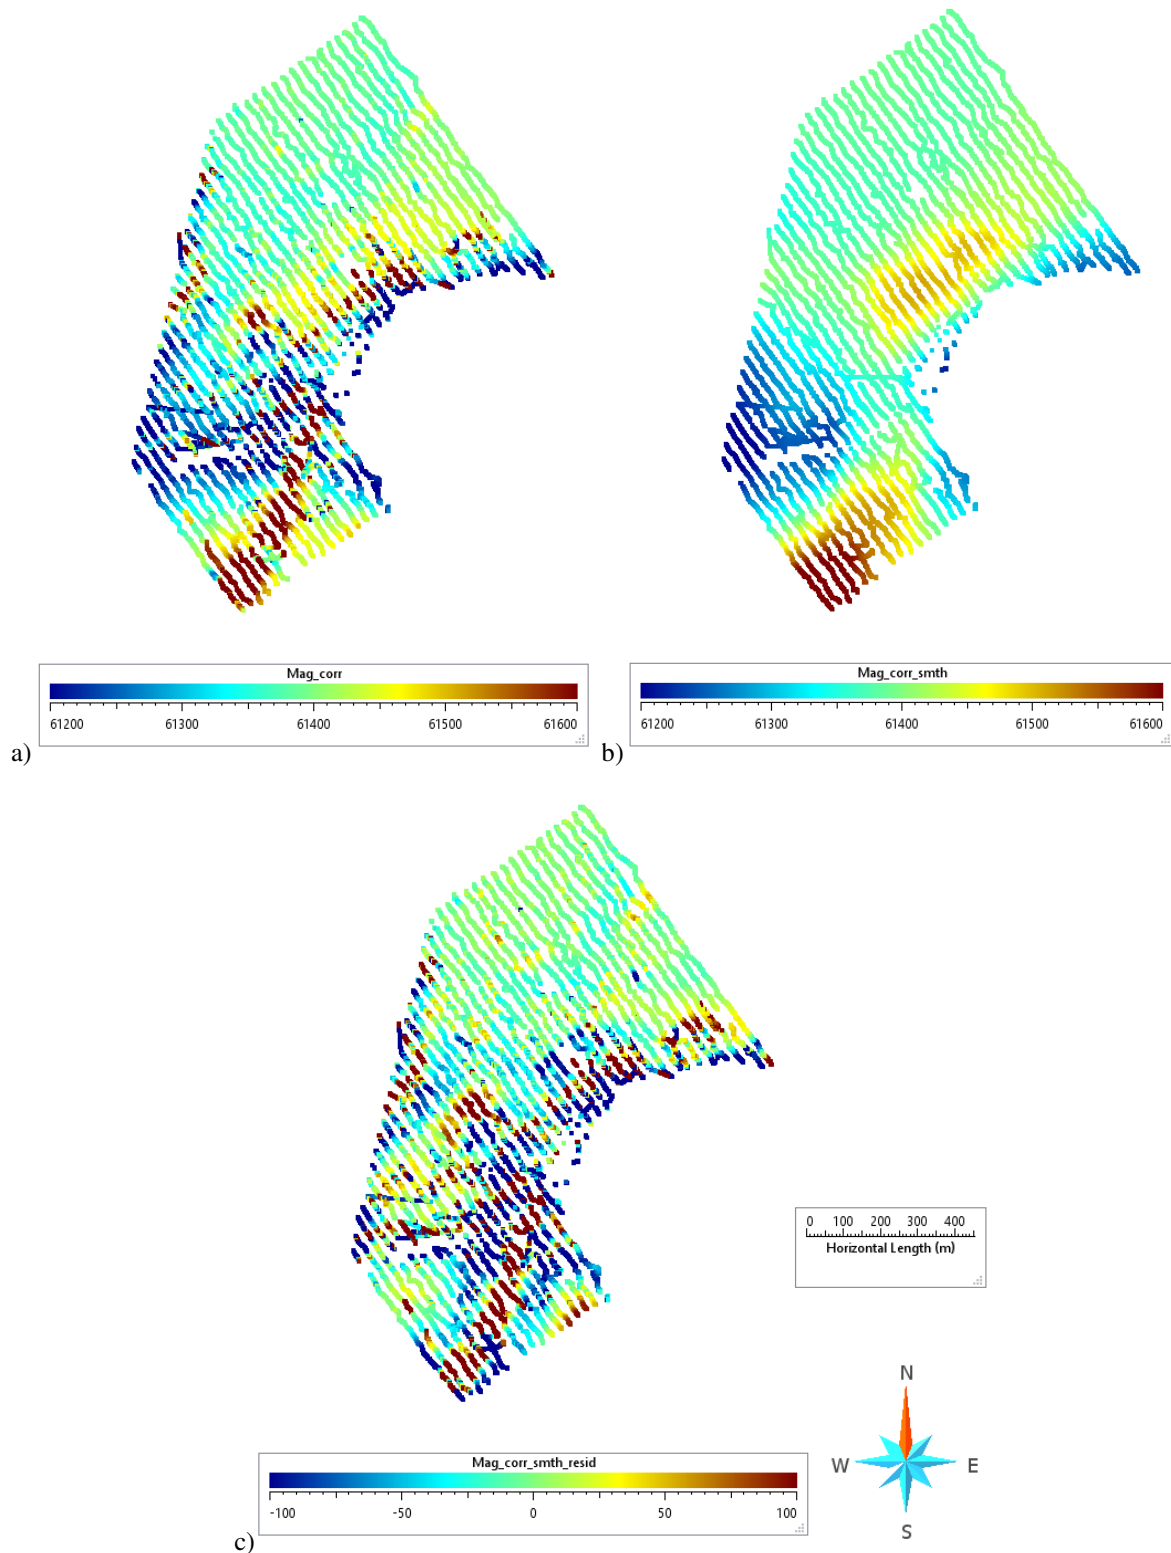 Mag_corr
61200 61300 61400 61500 61600
a)
Mag_corr_smth
61200 61300 61400 61500 61600
b)
0 100 200 300 400
Horizontal Length (m)
N
W E
S
Mag_corr_smth_resid
-100 -50 0 50 100
c)